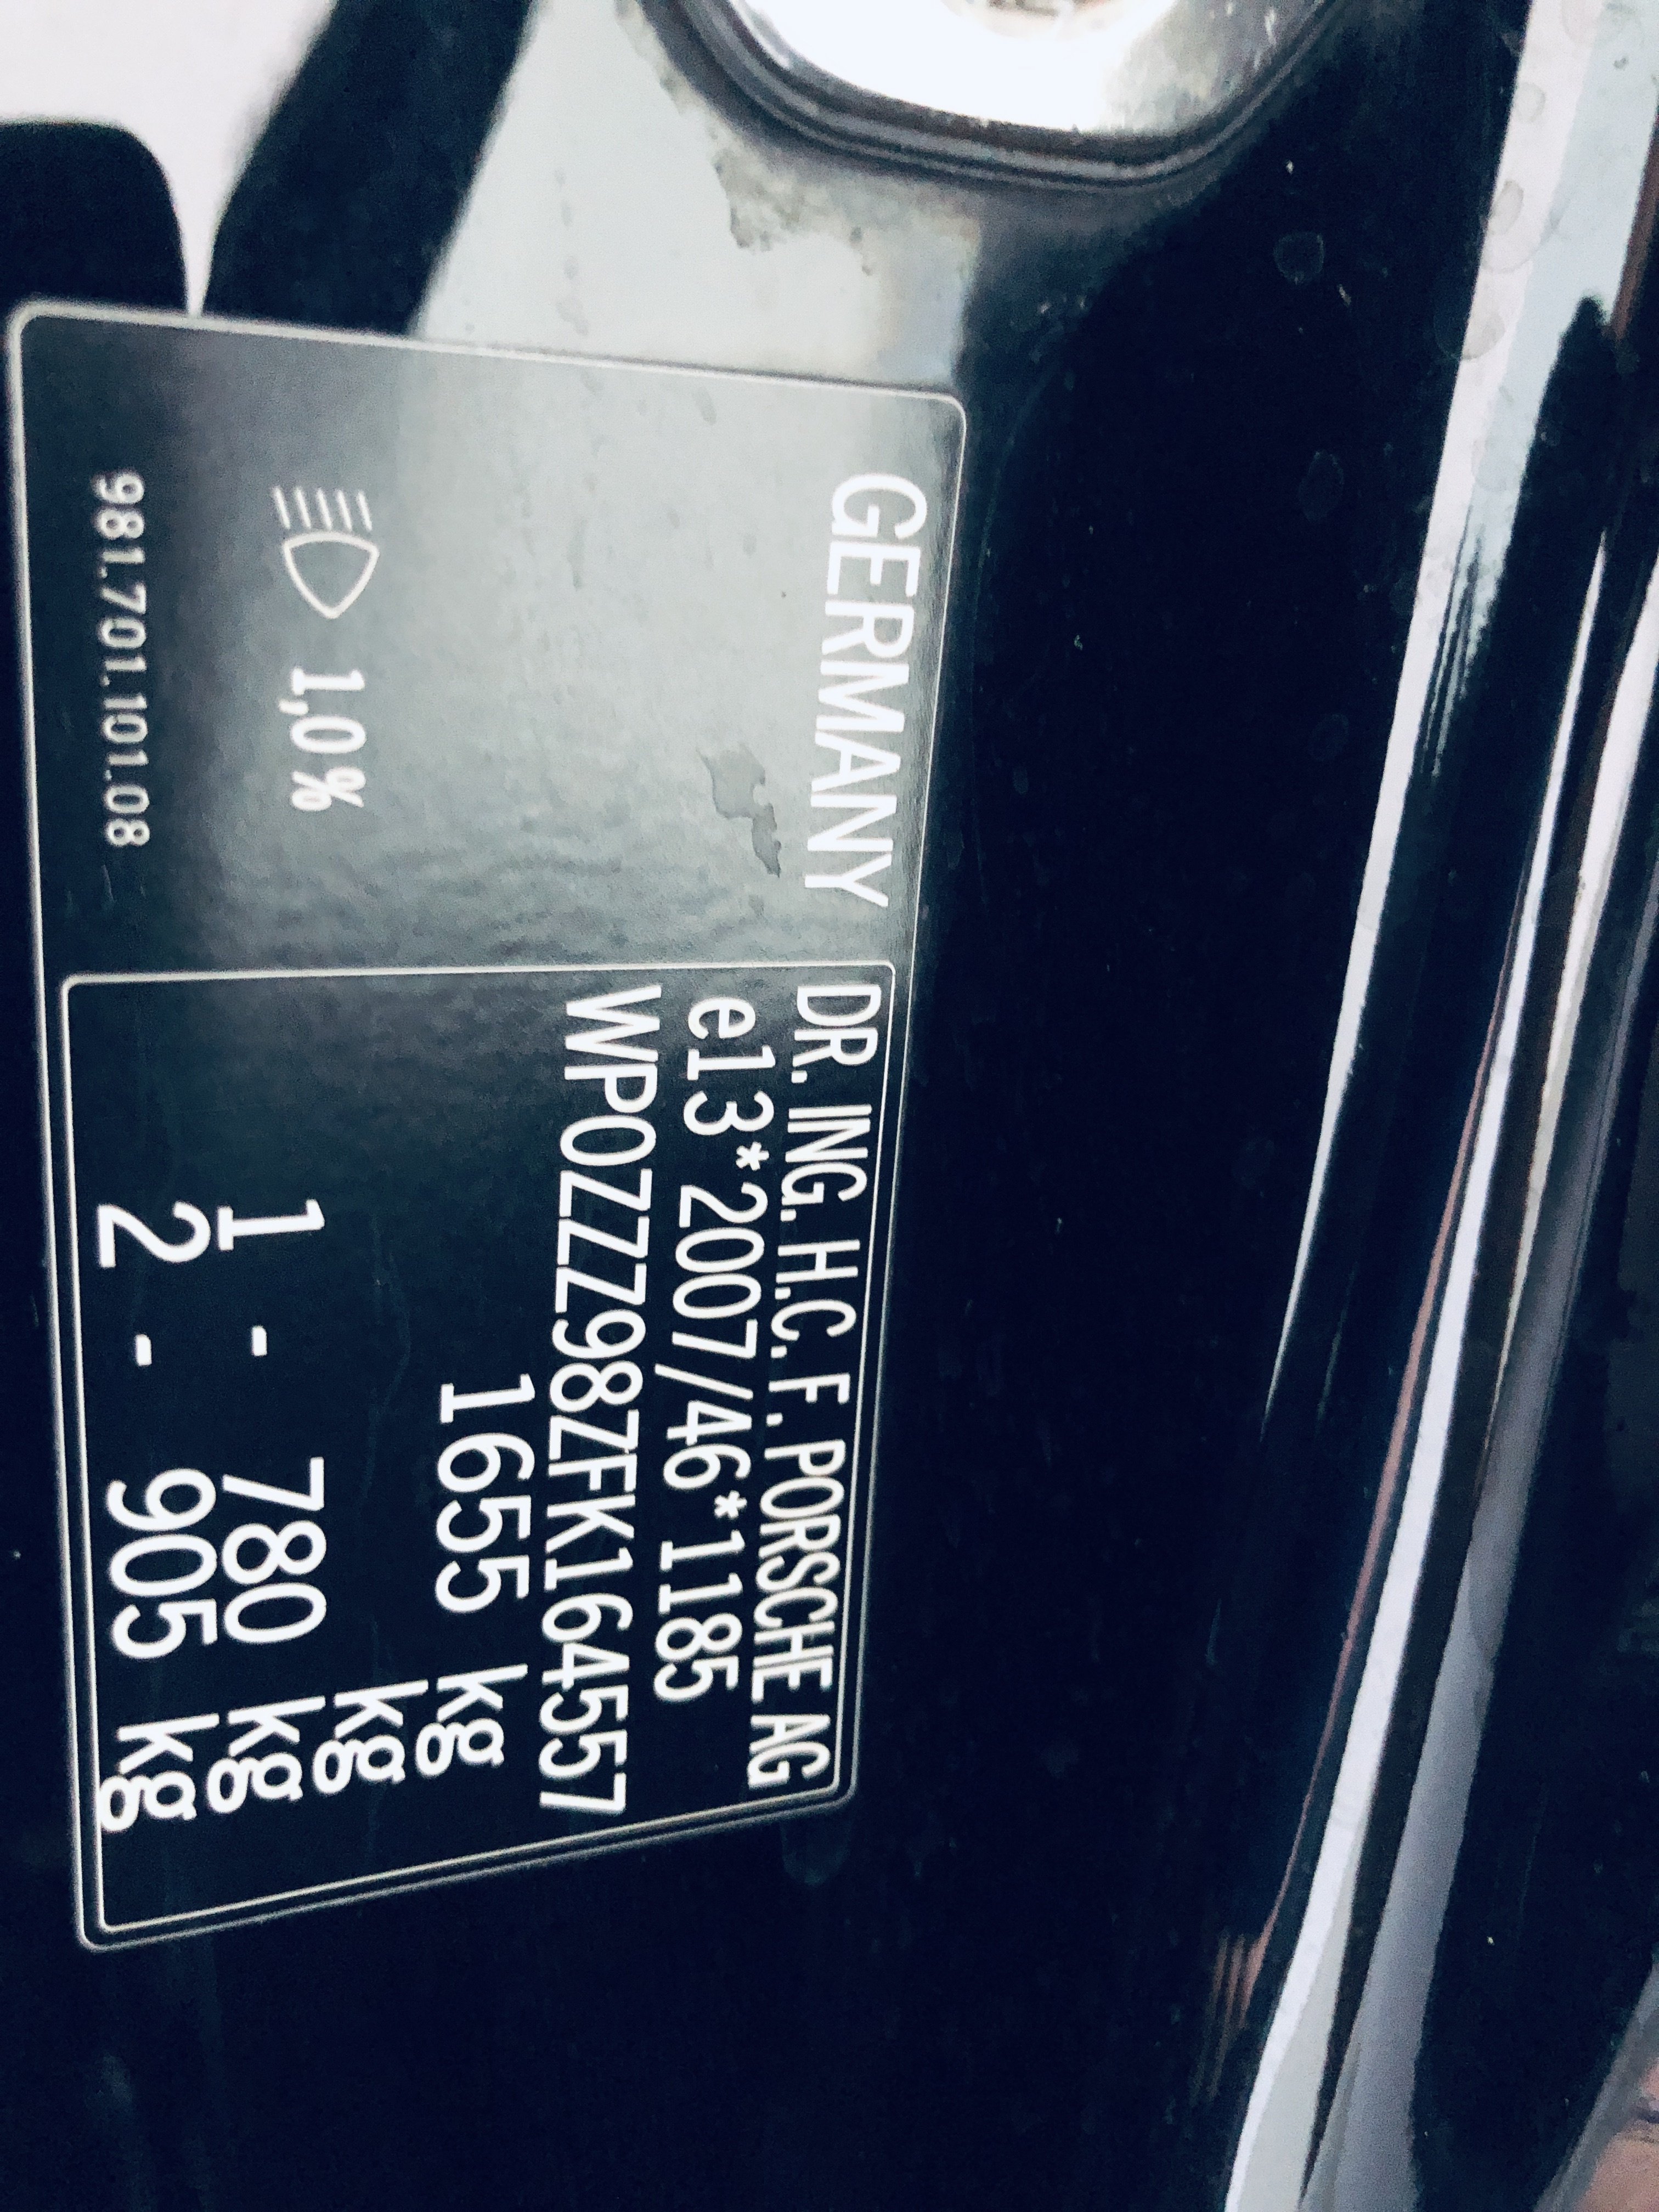 GERMANY
1,0 %
981.701.101.08
DR. ING. H.C. F. PORSCHE AG
e13*2007/46*1185
WP0ZZZ98ZFK164557
1655 kg
kg
1 - 780 kg
2 - 905 kg